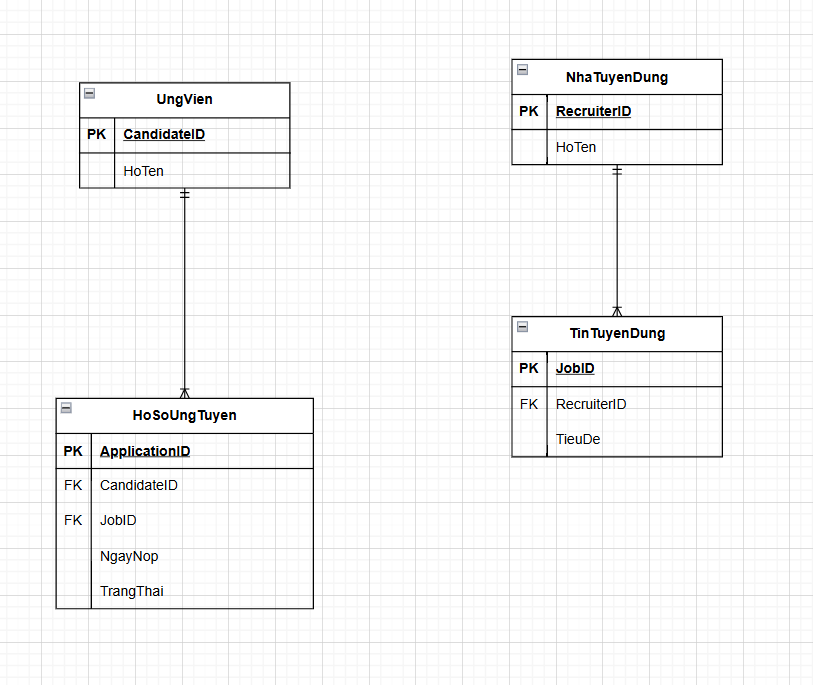 UngVien
PK CandidateID
HoTen
NhaTuyenDung
PK RecruiterID
HoTen
HoSoUngTuyen
PK ApplicationID
FK CandidateID
FK JobID
NgayNop
TrangThai
TinTuyenDung
PK JobID
FK RecruiterID
TieuDe